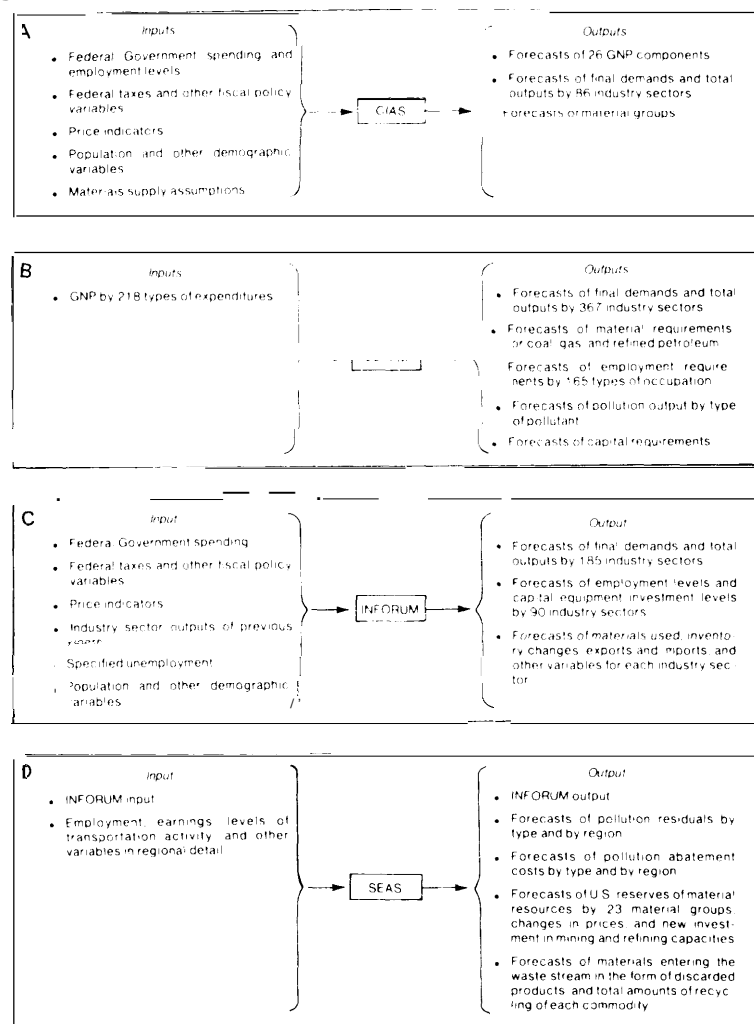 A
Inputs
• Federal Government spending and
employment levels
• Federal taxes and other fiscal policy
variables
• Price indicators
• Population and other demographic
variables
• Materials supply assumptions
GIAS
Outputs
• Forecasts of 26 GNP components
• Forecasts of final demands and total
outputs by 86 industry sectors
Forecasts of material groups
B
Inputs
• GNP by 218 types of expenditures
Outputs
• Forecasts of final demands and total
outputs by 367 industry sectors
• Forecasts of material requirements
or coal gas and refined petroleum
Forecasts of employment require
nents by 165 types of occupation
• Forecasts of pollution output by type
of pollutant
• Forecasts of capital requirements
C
Input
• Federal Government spending
• Federal taxes and other fiscal policy
variables
• Price indicators
• Industry sector outputs of previous
Specified unemployment
Population and other demographic
variables
INFORUM
Output
• Forecasts of final demands and total
outputs by 185 industry sectors
• Forecasts of employment levels and
capital equipment investment levels
by 90 industry sectors
• Forecasts of materials used, invento-
ry changes exports and imports, and
other variables for each industry sec-
tor
D
Input
• INFORUM input
• Employment, earnings levels of
transportation activity and other
variables in regional detail
SEAS
Output
• INFORUM output
• Forecasts of pollution residuals by
type and by region
• Forecasts of pollution abatement
costs by type and by region
• Forecasts of U S reserves of material
resources by 23 material groups,
changes in prices and new invest-
ment in mining and refining capacities
• Forecasts of materials entering the
waste stream in the form of discarded
products, and total amounts of recyc
ling of each commodity